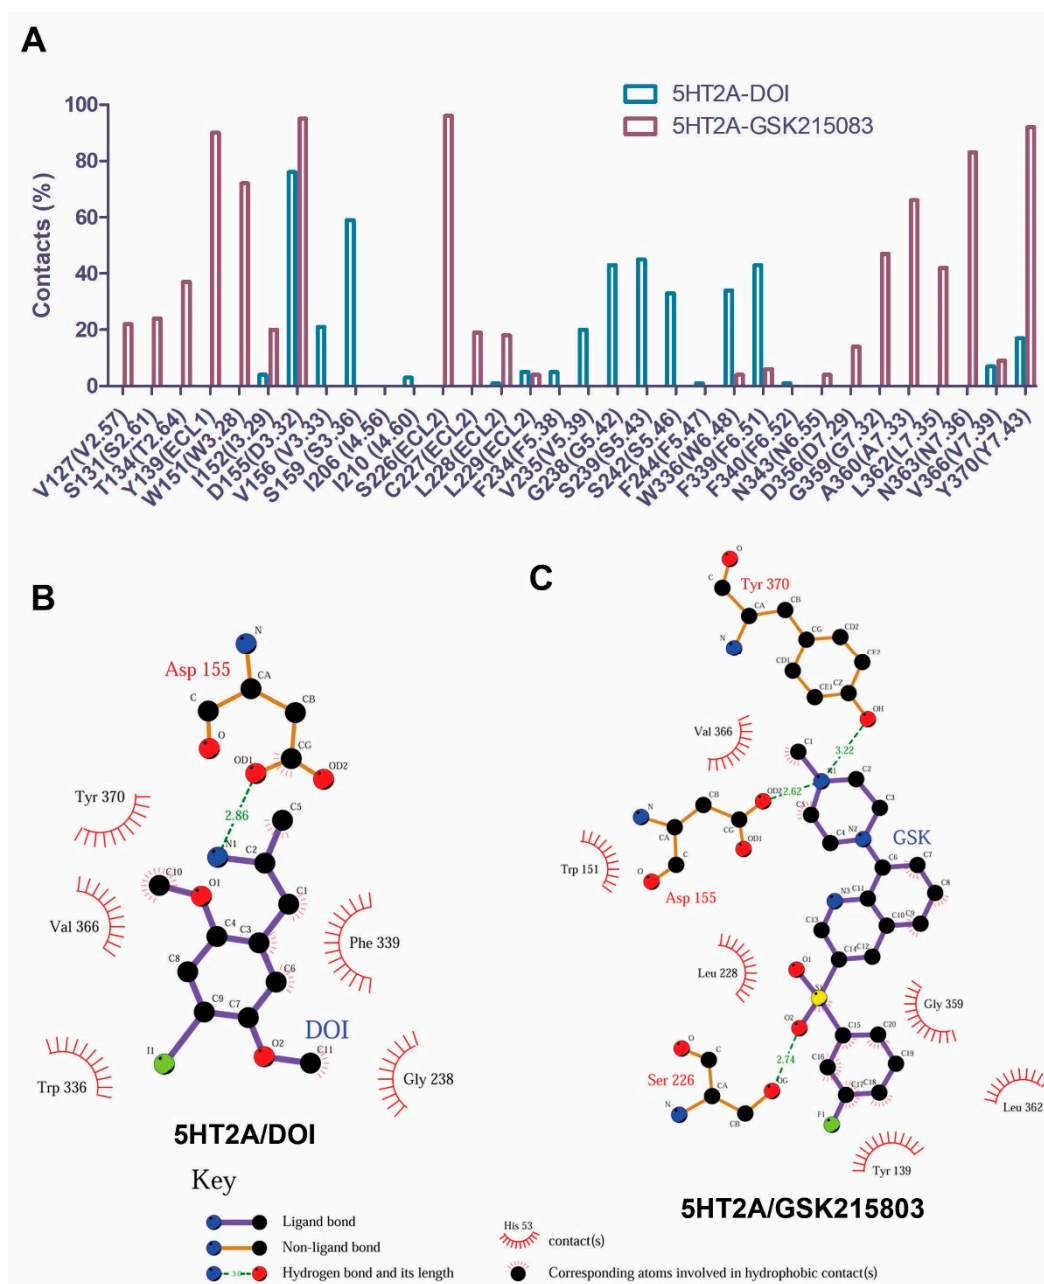 A
5HT2A-DOI
5HT2A-GSK215083
Contacts (%)
100
80
60
40
20
0
V127(V2.57)
S131(S2.61)
T134(T2.64)
Y139(ECL1)
W151(W3.28)
I152(I3.29)
D155(D3.32)
V156 (V3.33)
S159 (S3.36)
I206 (I4.56)
I210 (I4.60)
S226(ECL2)
C227(ECL2)
L228(ECL2)
L229(ECL2)
F234(F5.38)
V235(V5.39)
G238(G5.42)
S239(S5.43)
S242(S5.46)
F244(F5.47)
W336(W6.48)
F339(F6.51)
F340(F6.52)
N343(N6.55)
D356(D7.29)
G359(G7.32)
A360(A7.33)
L362(L7.35)
N363(N7.36)
V366(V7.39)
Y370(Y7.43)
B
N
Asp 155
CA
C
CB
O
CG
OD1
OD2
Tyr 370
2.86
C5
N1
C2
C10
O1
C1
Val 366
C4
C3
Phe 339
C8
C6
C9
C7
DOI
I1
O2
C11
Trp 336
Gly 238
5HT2A/DOI
C
O
C
Tyr 370
CA
CB
N
CG
CD2
CD1
CE2
CE1
CZ
OH
Val 366
C1
3.22
N1
C2
2.62
OD2
C5
C3
N
CB
CA
CG
OD1
C4
N2
GSK
C
Trp 151
O
Asp 155
C6
C7
N3
C11
C8
C13
C10
C9
C14
C12
Leu 228
O1
S1
O2
Gly 359
C15
C20
2.74
C16
C19
O
C
Ser 226
OG
C17
C18
CA
N
CB
F1
Leu 362
Tyr 139
5HT2A/GSK215803
Key
Ligand bond
Non-ligand bond
3.0
Hydrogen bond and its length
His 53
contact(s)
Corresponding atoms involved in hydrophobic contact(s)